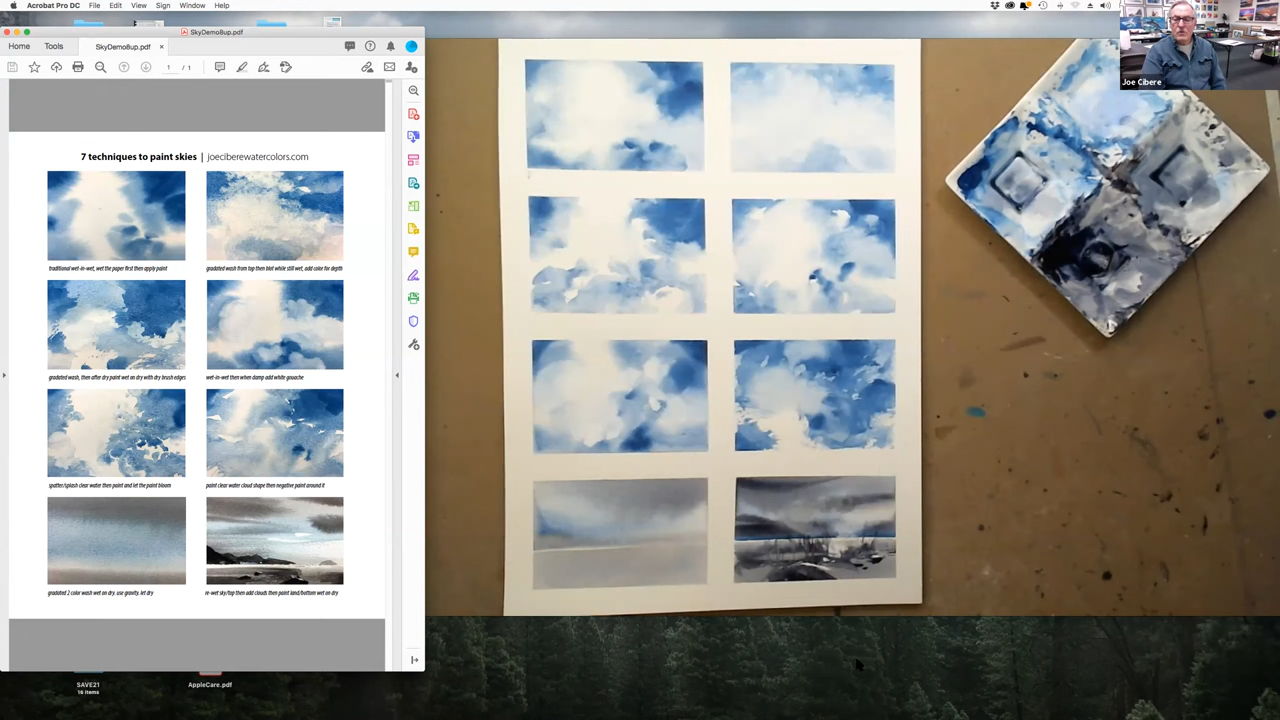 Acrobat Pro DC File Edit View Sign Window Help
SkyDemo8up.pdf
Home Tools SkyDemo8up.pdf ×
1 / 1
Joe Cibere
7 techniques to paint skies | joeciberewatercolors.com
traditional wet-in-wet, wet the paper first then apply paint
gradated wash from top then blot while still wet, add color for depth
gradated wash, then after dry paint wet on dry with dry brush edges
wet-in-wet then when damp add white gouache
spatter/splash clear water then paint and let the paint bloom
paint clear water cloud shape then negative paint around it
gradated 2 color wash wet on dry. use gravity. let dry
re-wet sky/top then add clouds then paint land/bottom wet on dry
SAVE21
16 items
AppleCare.pdf